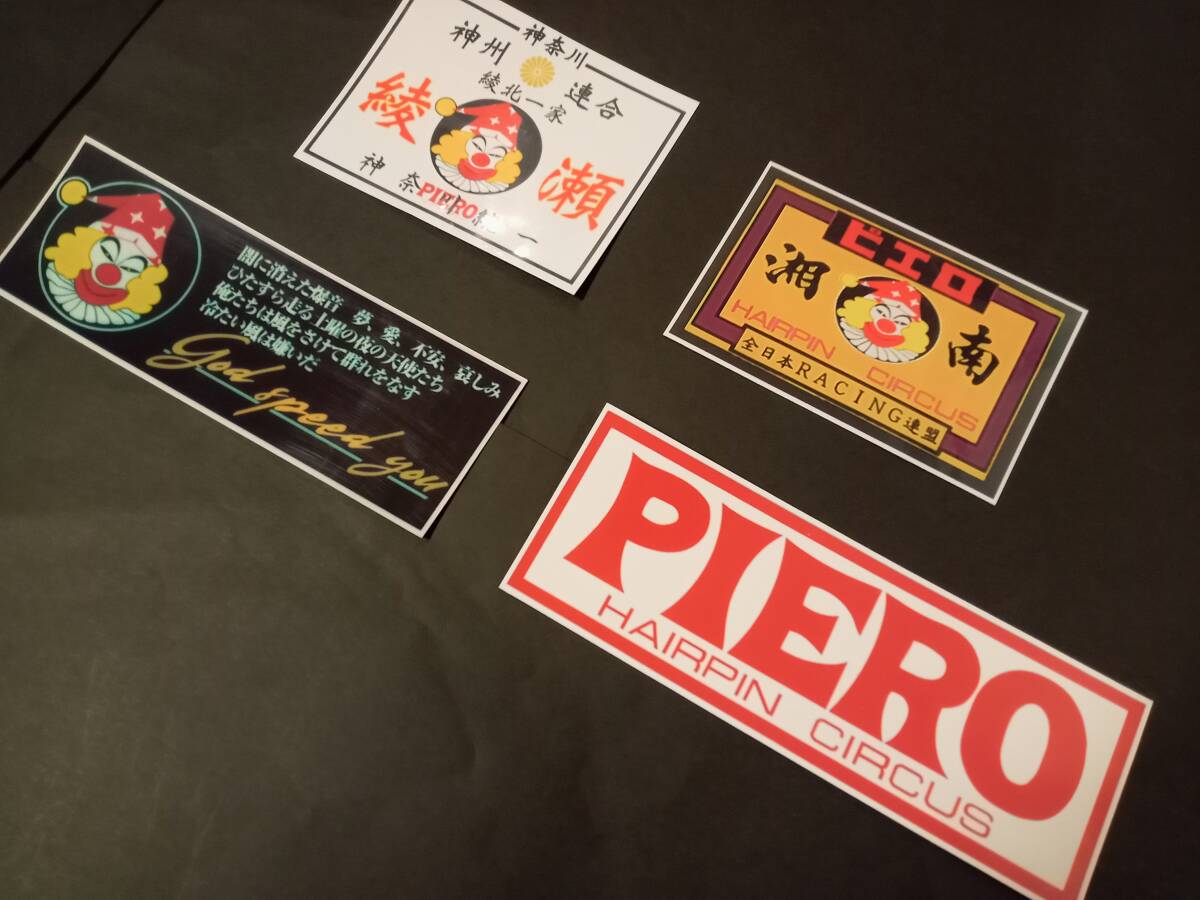 神奈川
神州 連合
綾北一家
綾 瀬
神奈川統一
PIERO
闇に消えた爆音、夢、愛、不安、哀しみ
ひたすら走る土曜の夜の天使たち
俺たちは風をさけて群れをなす
冷たい風は嫌いだ
God speed you
ピエロ
湘 南
HAIRPIN
CIRCUS
全日本RACING連盟
PIERO
HAIRPIN CIRCUS